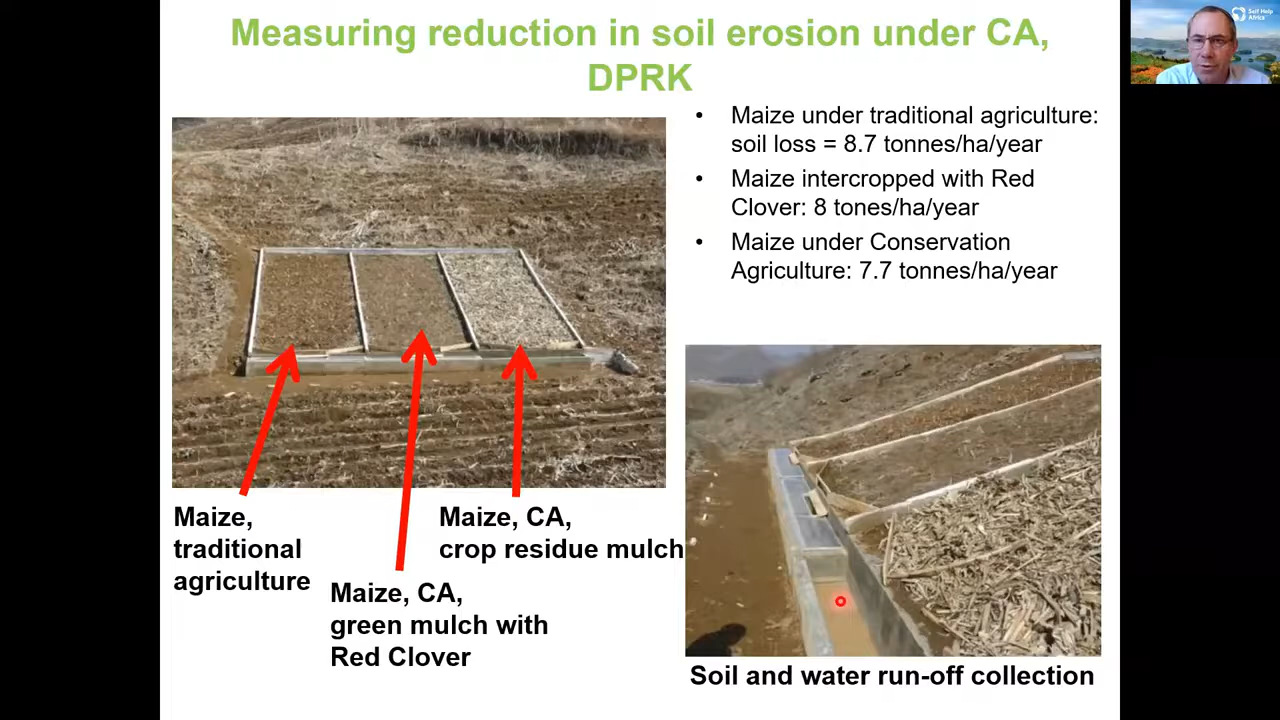 Measuring reduction in soil erosion under CA,
DPRK
Self Help
Africa
• Maize under traditional agriculture:
soil loss = 8.7 tonnes/ha/year
• Maize intercropped with Red
Clover: 8 tones/ha/year
• Maize under Conservation
Agriculture: 7.7 tonnes/ha/year
Maize,
traditional
agriculture
Maize, CA,
green mulch with
Red Clover
Maize, CA,
crop residue mulch
Soil and water run-off collection